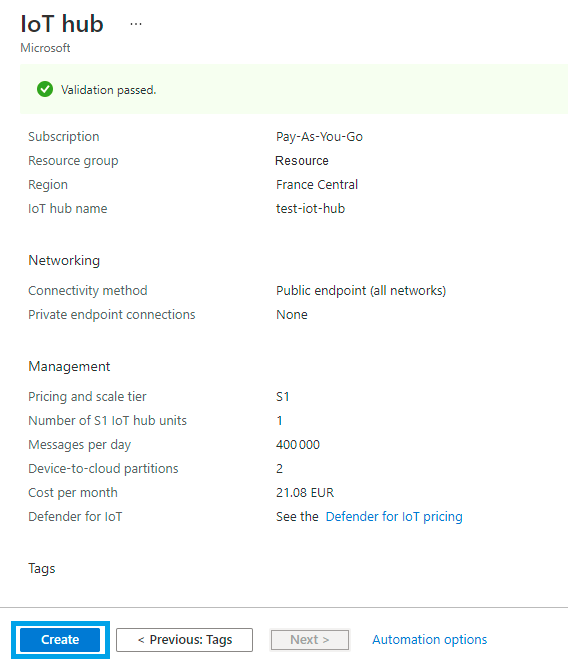 IoT hub ...
Microsoft
Validation passed.
Subscription Pay-As-You-Go
Resource group Resource
Region France Central
IoT hub name test-iot-hub
Networking
Connectivity method Public endpoint (all networks)
Private endpoint connections None
Management
Pricing and scale tier S1
Number of S1 IoT hub units 1
Messages per day 400 000
Device-to-cloud partitions 2
Cost per month 21.08 EUR
Defender for IoT See the Defender for IoT pricing
Tags
Create < Previous: Tags Next > Automation options